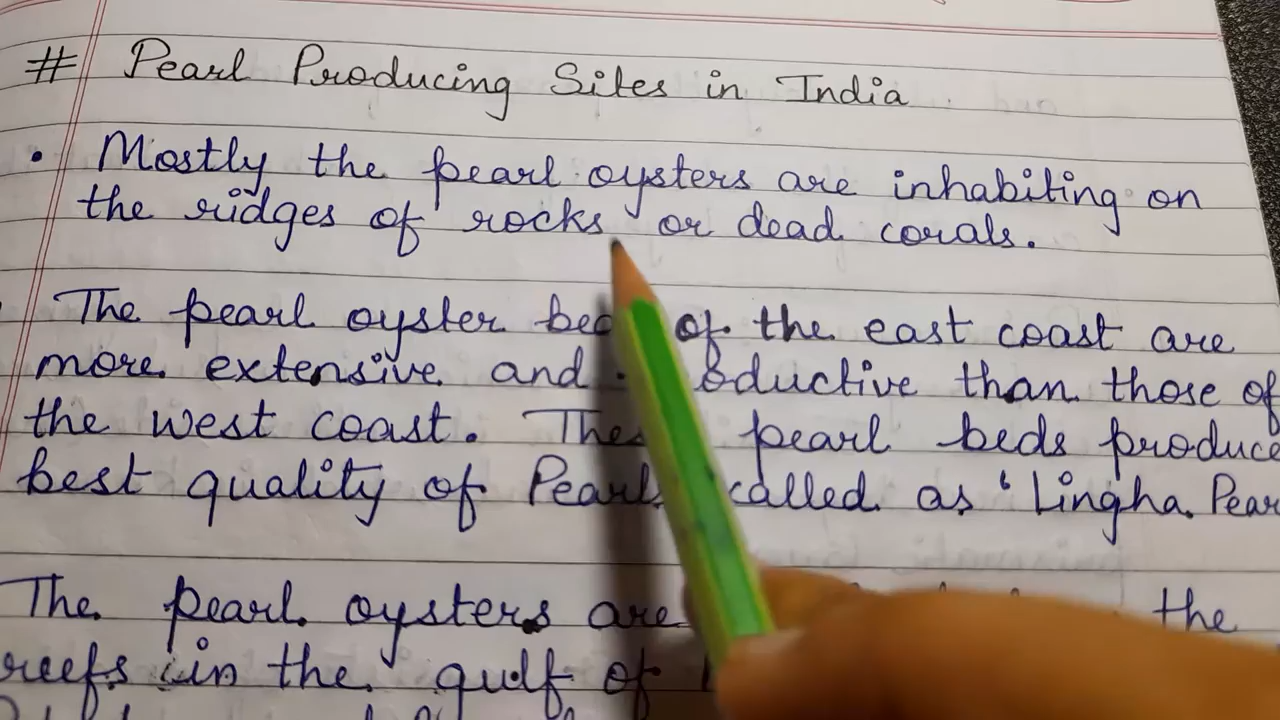 # Pearl Producing Sites in India
• Mostly the pearl oysters are inhabiting on
the ridges of rocks or dead corals.
The pearl oyster of the east coast are
more extensive and than those of
the west coast. pearl beds produce
best quality of called as 'Lingha
The pearl oysters are the
reefs in the gulf of